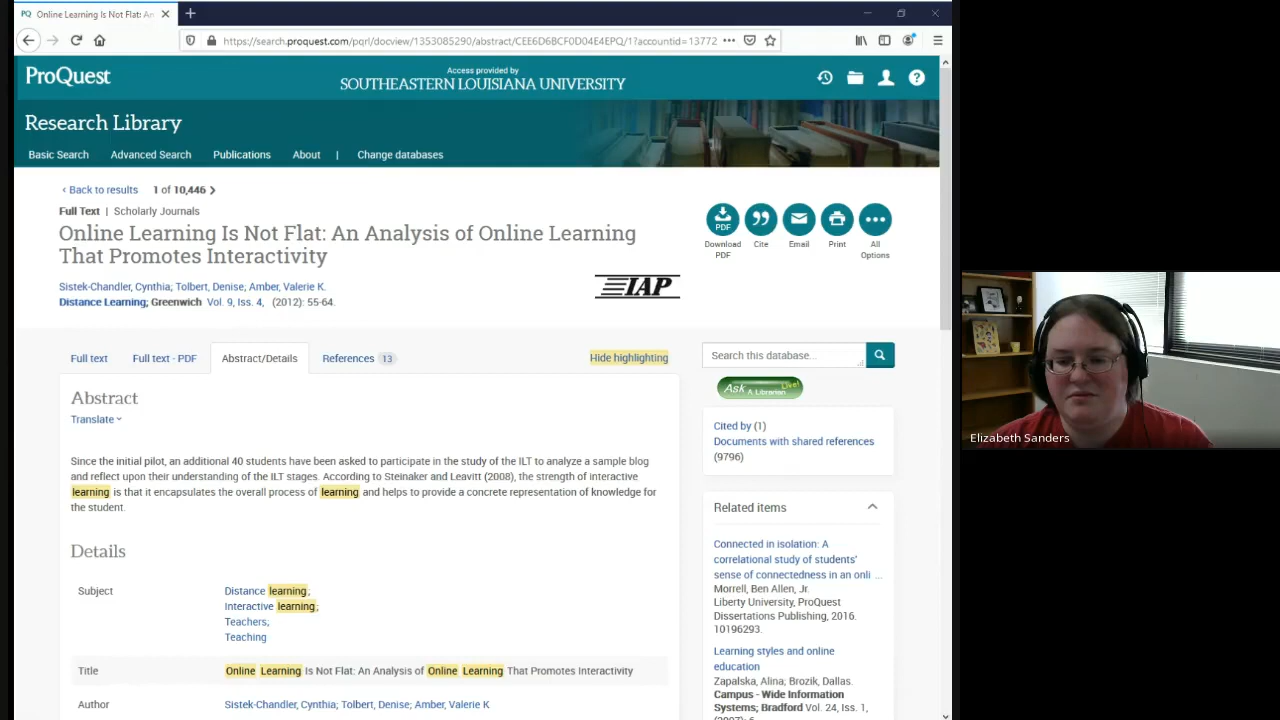 PQ Online Learning Is Not Flat: An
https://search.proquest.com/pqrl/docview/1353085290/abstract/CEE6D6BCF0D04E4EPQ/1?accountid=13772
ProQuest
Access provided by
SOUTHEASTERN LOUISIANA UNIVERSITY
Research Library
Basic Search Advanced Search Publications About | Change databases
‹ Back to results 1 of 10,446 >
Full Text | Scholarly Journals
Online Learning Is Not Flat: An Analysis of Online Learning
That Promotes Interactivity
PDF
Download PDF
Cite
Email
Print
All Options
IAP
Sistek-Chandler, Cynthia; Tolbert, Denise; Amber, Valerie K.
Distance Learning; Greenwich Vol. 9, Iss. 4, (2012): 55-64.
Full text Full text - PDF Abstract/Details References 13 Hide highlighting
Search this database...
Ask A Librarian Live!
Abstract
Translate
Since the initial pilot, an additional 40 students have been asked to participate in the study of the ILT to analyze a sample blog
and reflect upon their understanding of the ILT stages. According to Steinaker and Leavitt (2008), the strength of interactive
learning is that it encapsulates the overall process of learning and helps to provide a concrete representation of knowledge for
the student.
Details
Subject
Distance learning;
Interactive learning;
Teachers;
Teaching
Title Online Learning Is Not Flat: An Analysis of Online Learning That Promotes Interactivity
Author Sistek-Chandler, Cynthia; Tolbert, Denise; Amber, Valerie K
Cited by (1)
Documents with shared references
(9796)
Related items
Connected in isolation: A
correlational study of students'
sense of connectedness in an onli ...
Morrell, Ben Allen, Jr.
Liberty University, ProQuest
Dissertations Publishing, 2016.
10196293.
Learning styles and online
education
Zapalska, Alina; Brozik, Dallas.
Campus - Wide Information
Systems; Bradford Vol. 24, Iss. 1,
(2007): 6.
Elizabeth Sanders